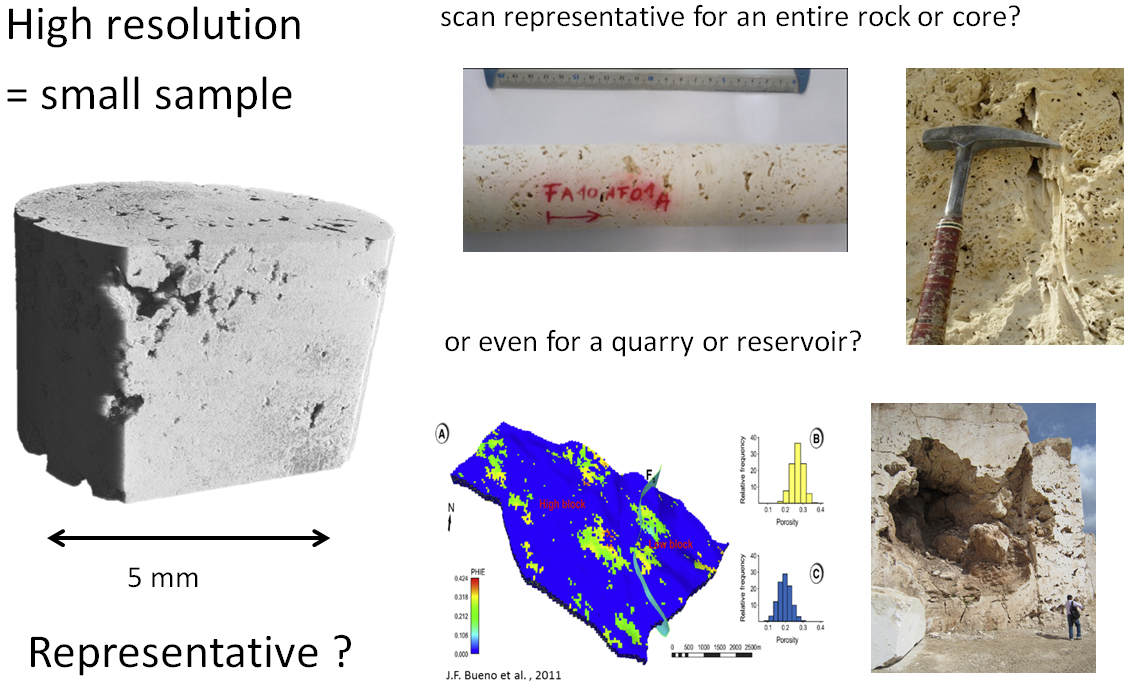 High resolution
= small sample
5 mm
Representative ?
scan representative for an entire rock or core?
FA10AF01A
or even for a quarry or reservoir?
A
N
High block
F
Low block
PHIE
0.424
0.318
0.212
0.106
0.000
B
Relative frequency
40
30
20
10
0.1 0.2 0.3 0.4
Porosity
C
Relative frequency
40
30
20
10
0.1 0.2 0.3 0.4
Porosity
0 500 1000 1500 2000 2500m
J.F. Bueno et al. , 2011